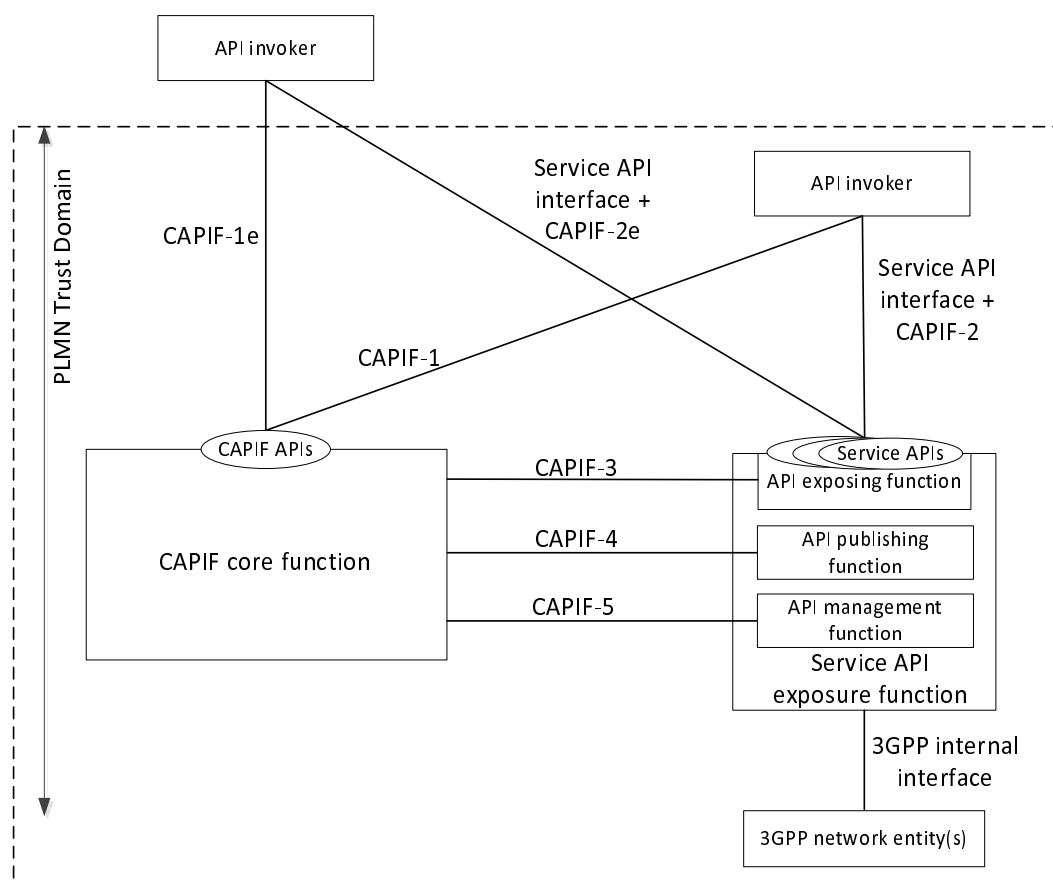 API invoker
Service API
interface +
CAPIF-2e
API invoker
PLMN Trust Domain
CAPIF-1e
Service API
interface +
CAPIF-2
CAPIF-1
CAPIF APIs
Service APIs
CAPIF-3
API exposing function
CAPIF-4
API publishing
function
CAPIF core function
CAPIF-5
API management
function
Service API
exposure function
3GPP internal
interface
3GPP network entity(s)